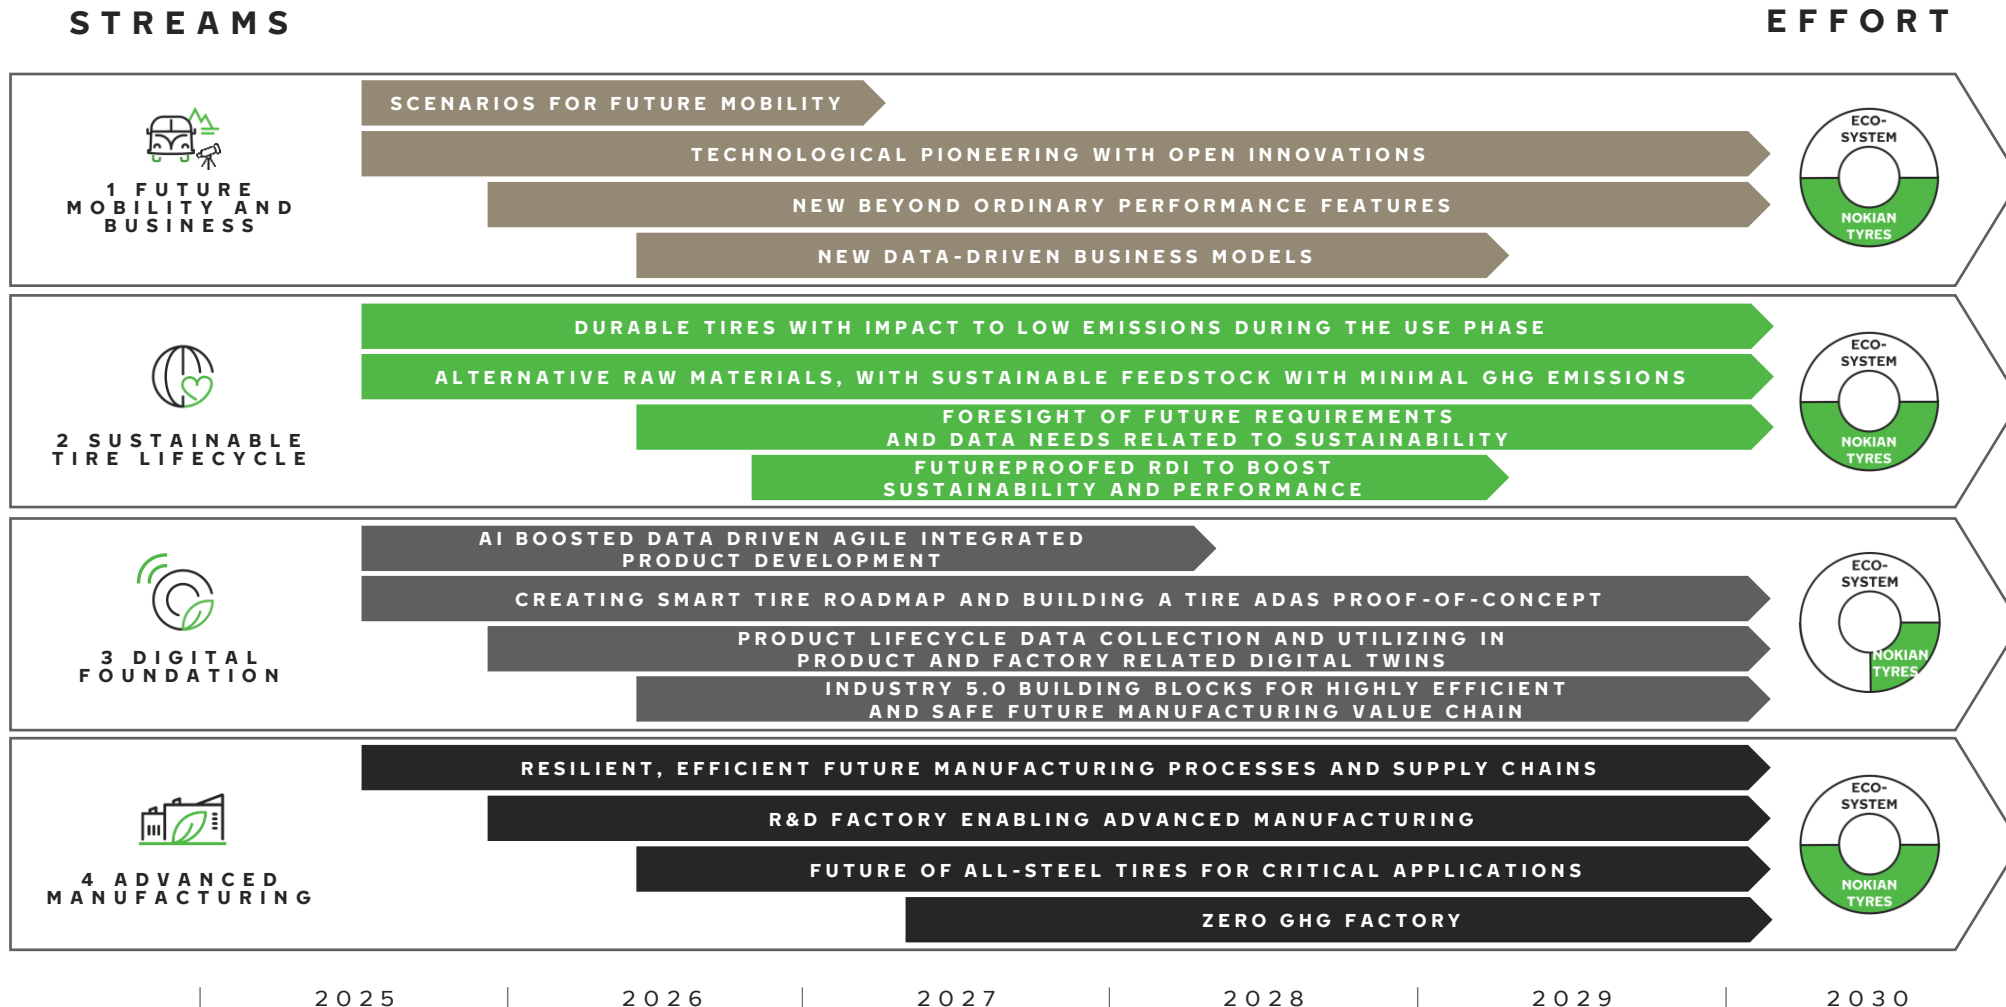 STREAMS
EFFORT
1 FUTURE
MOBILITY AND
BUSINESS
SCENARIOS FOR FUTURE MOBILITY
TECHNOLOGICAL PIONEERING WITH OPEN INNOVATIONS
NEW BEYOND ORDINARY PERFORMANCE FEATURES
NEW DATA-DRIVEN BUSINESS MODELS
ECO-
SYSTEM
NOKIAN
TYRES
2 SUSTAINABLE
TIRE LIFECYCLE
DURABLE TIRES WITH IMPACT TO LOW EMISSIONS DURING THE USE PHASE
ALTERNATIVE RAW MATERIALS, WITH SUSTAINABLE FEEDSTOCK WITH MINIMAL GHG EMISSIONS
FORESIGHT OF FUTURE REQUIREMENTS
AND DATA NEEDS RELATED TO SUSTAINABILITY
FUTUREPROOFED RDI TO BOOST
SUSTAINABILITY AND PERFORMANCE
ECO-
SYSTEM
NOKIAN
TYRES
3 DIGITAL
FOUNDATION
AI BOOSTED DATA DRIVEN AGILE INTEGRATED
PRODUCT DEVELOPMENT
CREATING SMART TIRE ROADMAP AND BUILDING A TIRE ADAS PROOF-OF-CONCEPT
PRODUCT LIFECYCLE DATA COLLECTION AND UTILIZING IN
PRODUCT AND FACTORY RELATED DIGITAL TWINS
INDUSTRY 5.0 BUILDING BLOCKS FOR HIGHLY EFFICIENT
AND SAFE FUTURE MANUFACTURING VALUE CHAIN
ECO-
SYSTEM
NOKIAN
TYRES
4 ADVANCED
MANUFACTURING
RESILIENT, EFFICIENT FUTURE MANUFACTURING PROCESSES AND SUPPLY CHAINS
R&D FACTORY ENABLING ADVANCED MANUFACTURING
FUTURE OF ALL-STEEL TIRES FOR CRITICAL APPLICATIONS
ZERO GHG FACTORY
ECO-
SYSTEM
NOKIAN
TYRES
2025
2026
2027
2028
2029
2030